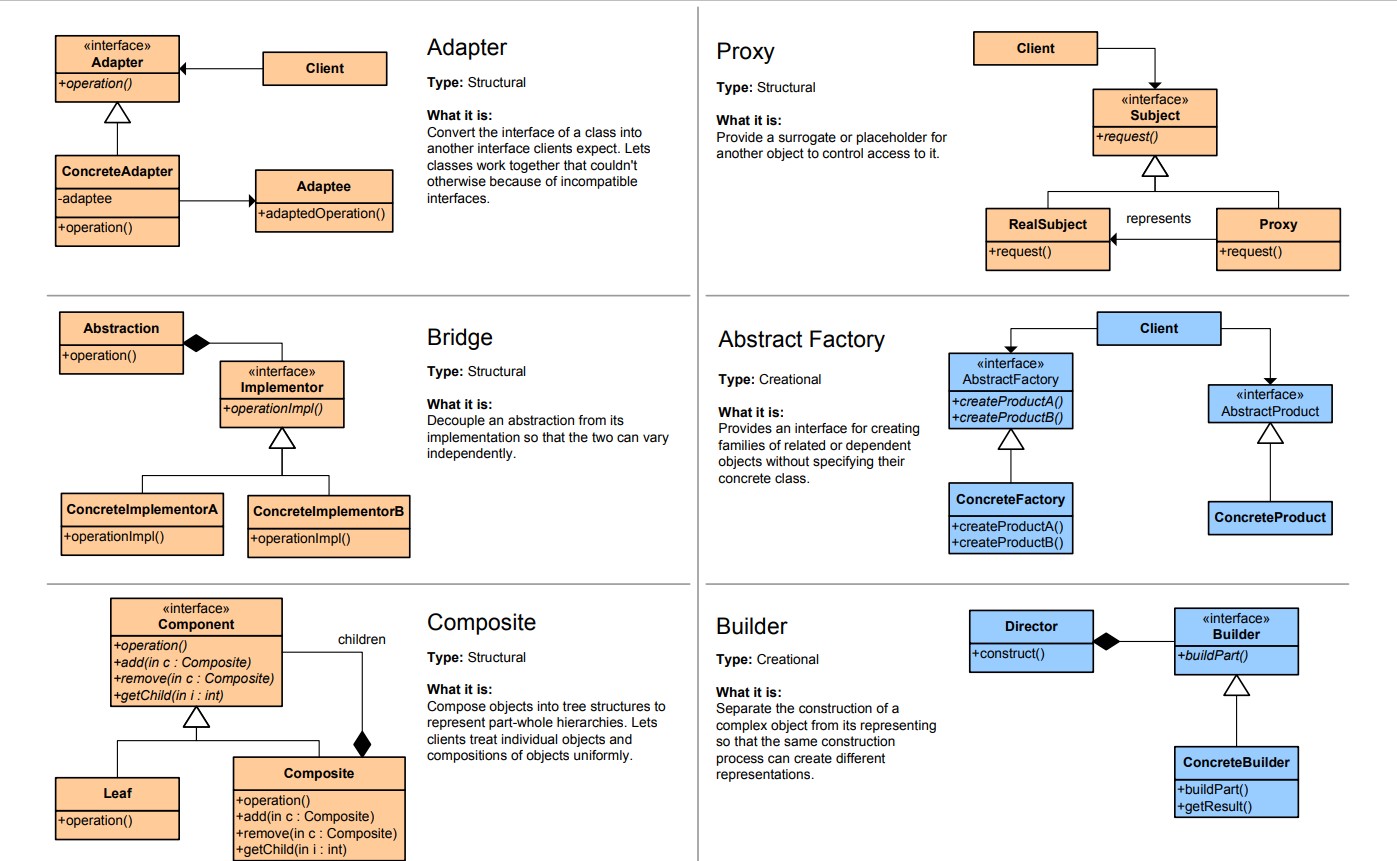 «interface»
Adapter
+operation()
Client
ConcreteAdapter
-adaptee
+operation()
Adaptee
+adaptedOperation()
Adapter
Type: Structural
What it is:
Convert the interface of a class into
another interface clients expect. Lets
classes work together that couldn't
otherwise because of incompatible
interfaces.
Proxy
Type: Structural
What it is:
Provide a surrogate or placeholder for
another object to control access to it.
Client
«interface»
Subject
+request()
RealSubject
+request()
represents
Proxy
+request()
Abstraction
+operation()
«interface»
Implementor
+operationImpl()
ConcreteImplementorA
+operationImpl()
ConcreteImplementorB
+operationImpl()
Bridge
Type: Structural
What it is:
Decouple an abstraction from its
implementation so that the two can vary
independently.
Abstract Factory
Type: Creational
What it is:
Provides an interface for creating
families of related or dependent
objects without specifying their
concrete class.
Client
«interface»
AbstractFactory
+createProductA()
+createProductB()
«interface»
AbstractProduct
ConcreteFactory
+createProductA()
+createProductB()
ConcreteProduct
«interface»
Component
+operation()
+add(in c : Composite)
+remove(in c : Composite)
+getChild(in i : int)
children
Leaf
+operation()
Composite
+operation()
+add(in c : Composite)
+remove(in c : Composite)
+getChild(in i : int)
Composite
Type: Structural
What it is:
Compose objects into tree structures to
represent part-whole hierarchies. Lets
clients treat individual objects and
compositions of objects uniformly.
Builder
Type: Creational
What it is:
Separate the construction of a
complex object from its representing
so that the same construction
process can create different
representations.
Director
+construct()
«interface»
Builder
+buildPart()
ConcreteBuilder
+buildPart()
+getResult()